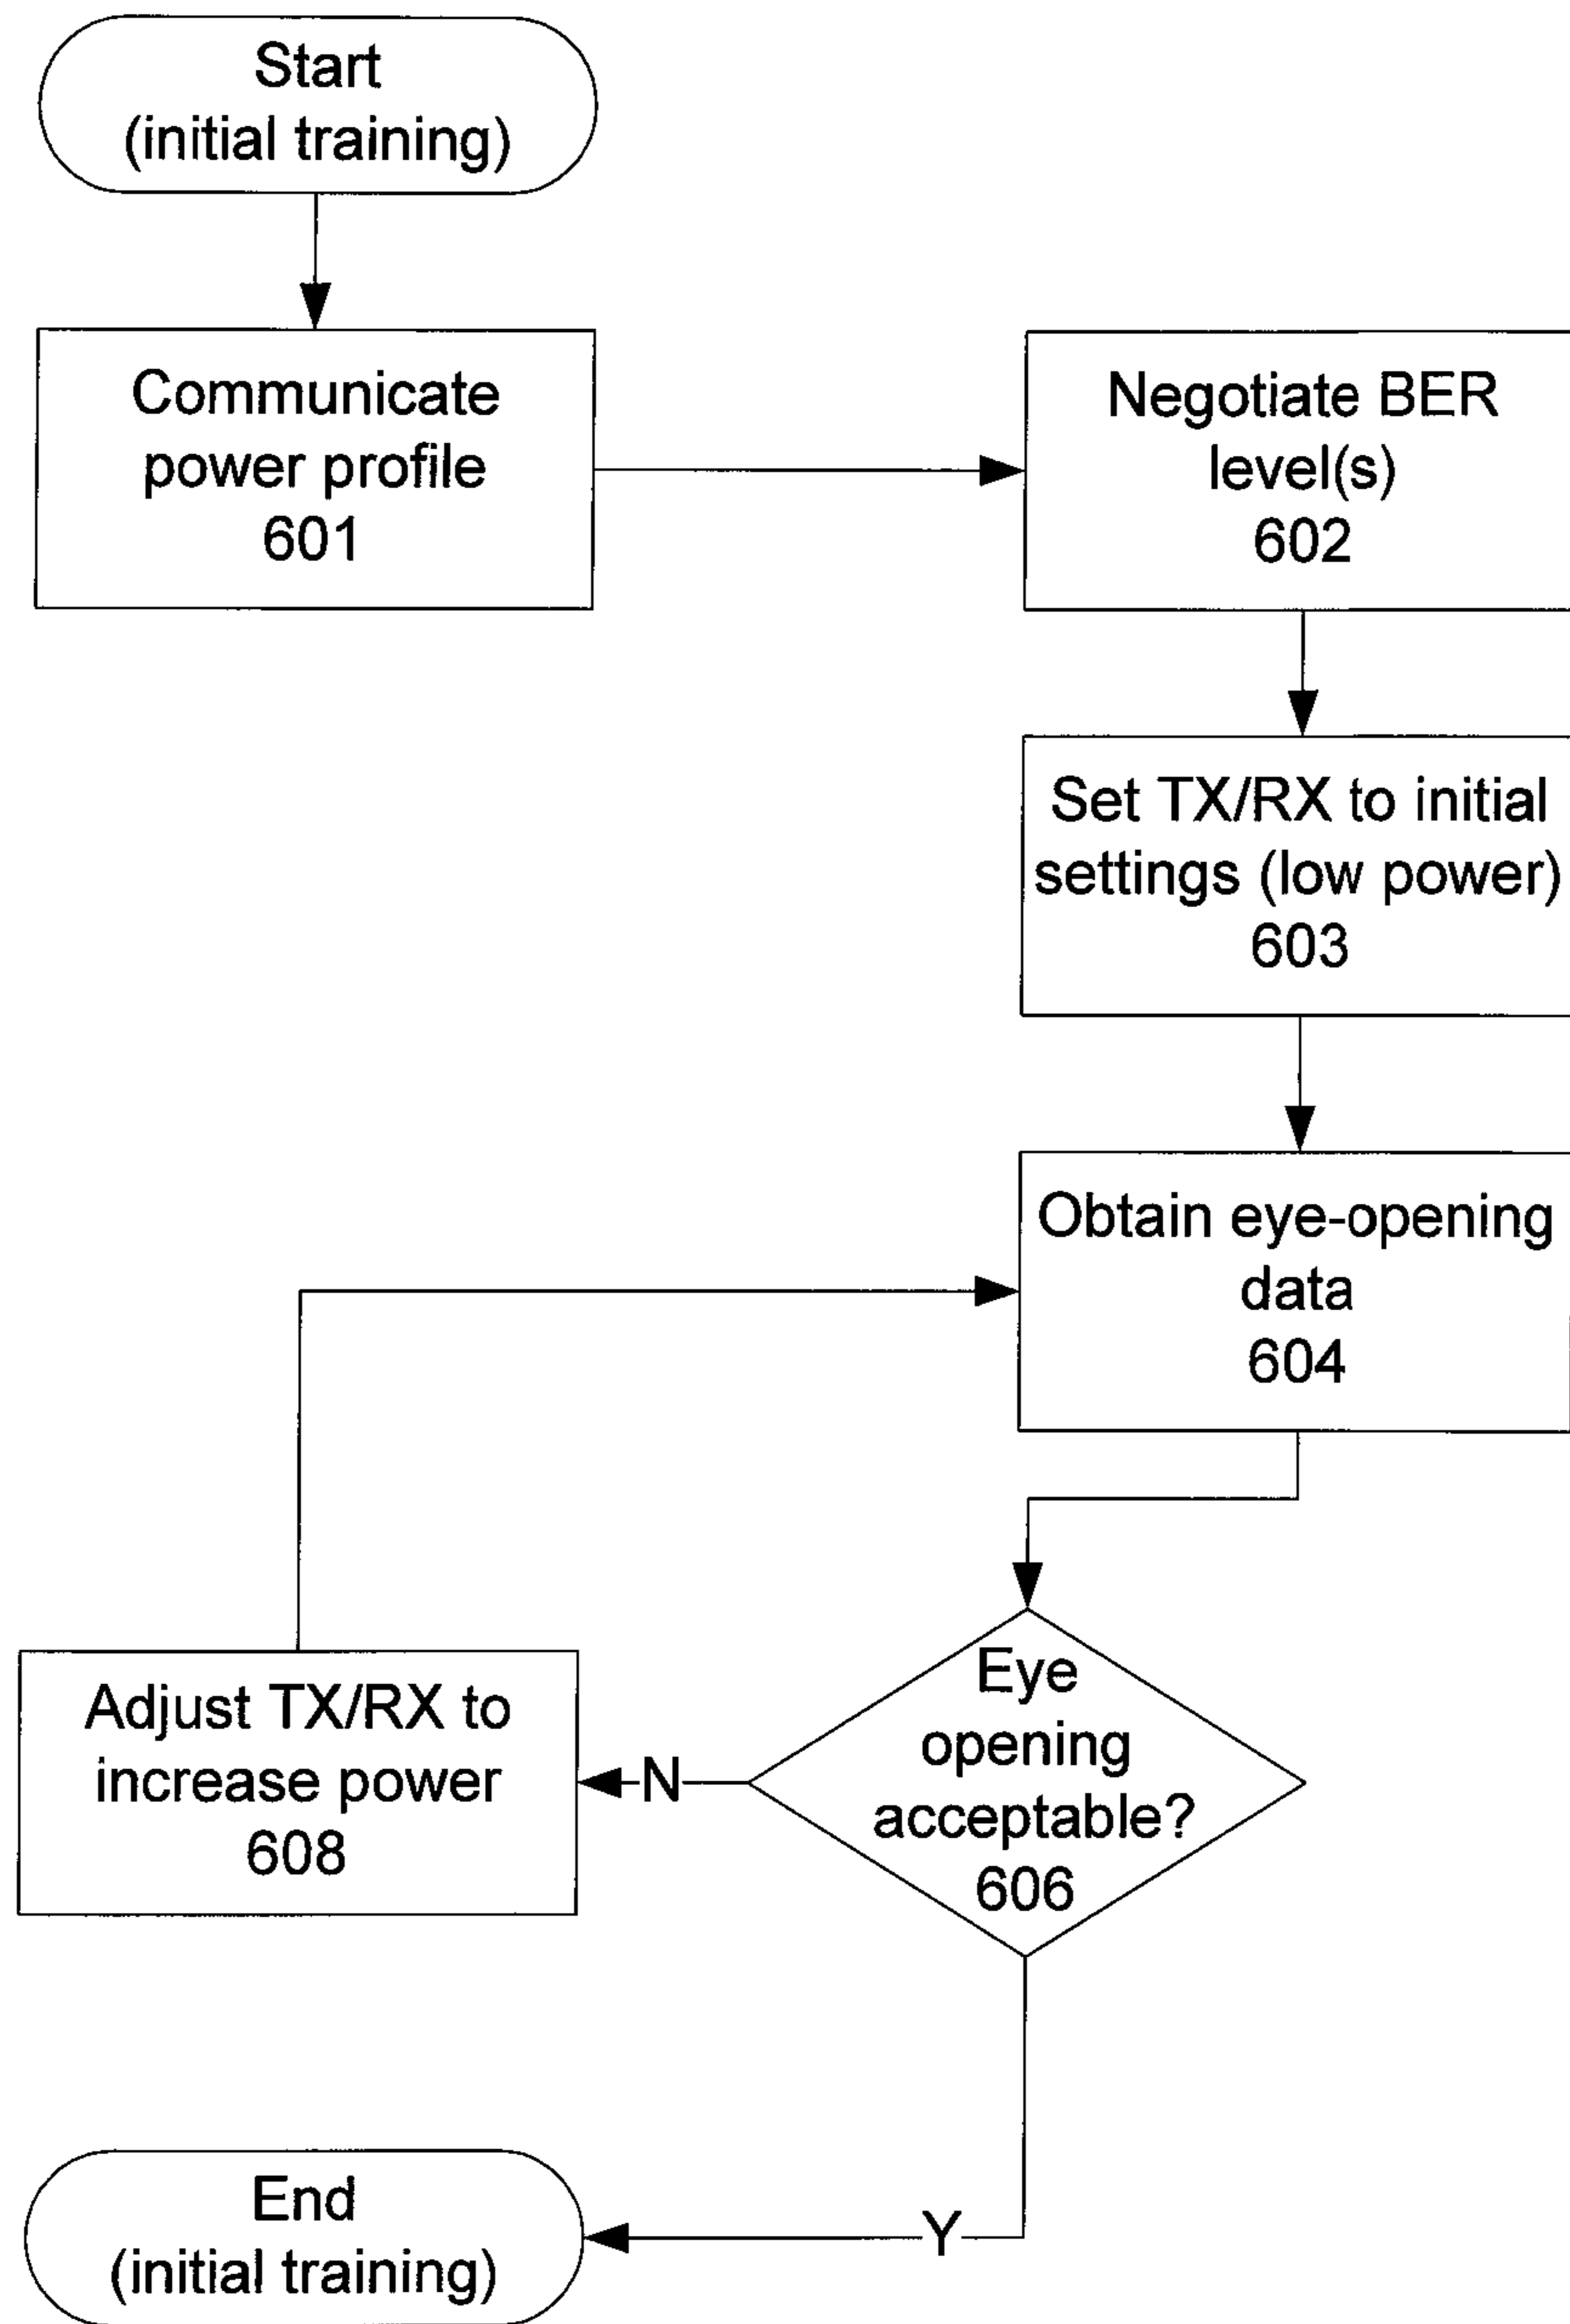 Start
(initial training)
Communicate
power profile
601
Negotiate BER
level(s)
602
Set TX/RX to initial
settings (low power)
603
Obtain eye-opening
data
604
Eye
opening
acceptable?
606
N
Adjust TX/RX to
increase power
608
Y
End
(initial training)